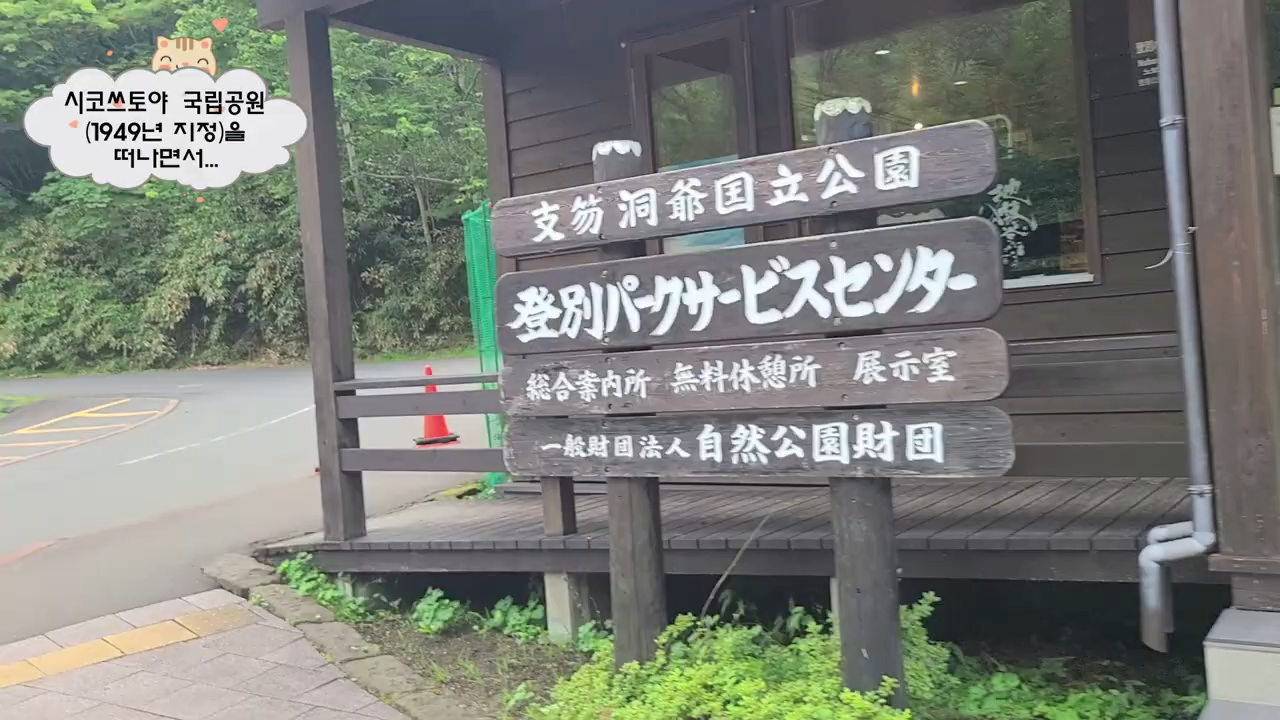 시코쓰토야 국립공원
(1949년 지정)을
떠나면서...
支笏洞爺国立公園
登別パークサービスセンター
総合案内所 無料休憩所 展示室
一般財団法人自然公園財団